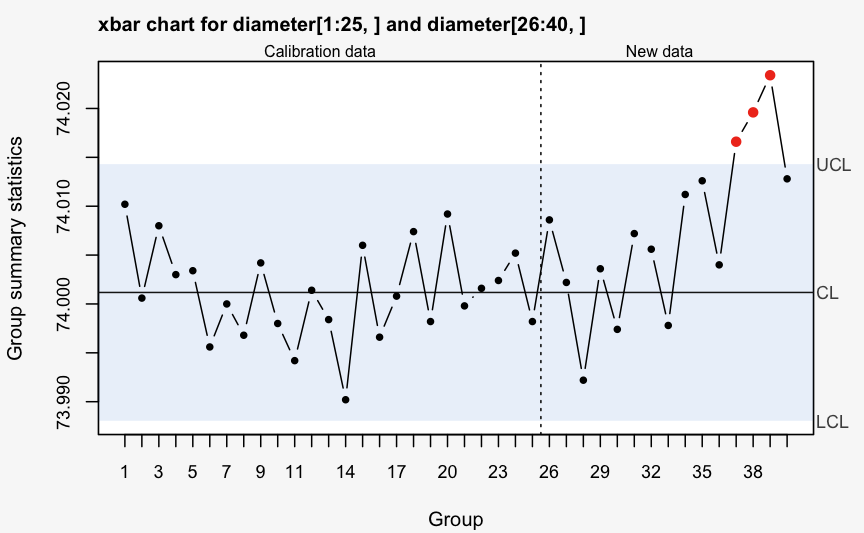 xbar chart for diameter[1:25, ] and diameter[26:40, ]
Calibration data New data
Group summary statistics
74.020
74.010
74.000
73.990
UCL
CL
LCL
1 3 5 7 9 11 14 17 20 23 26 29 32 35 38
Group